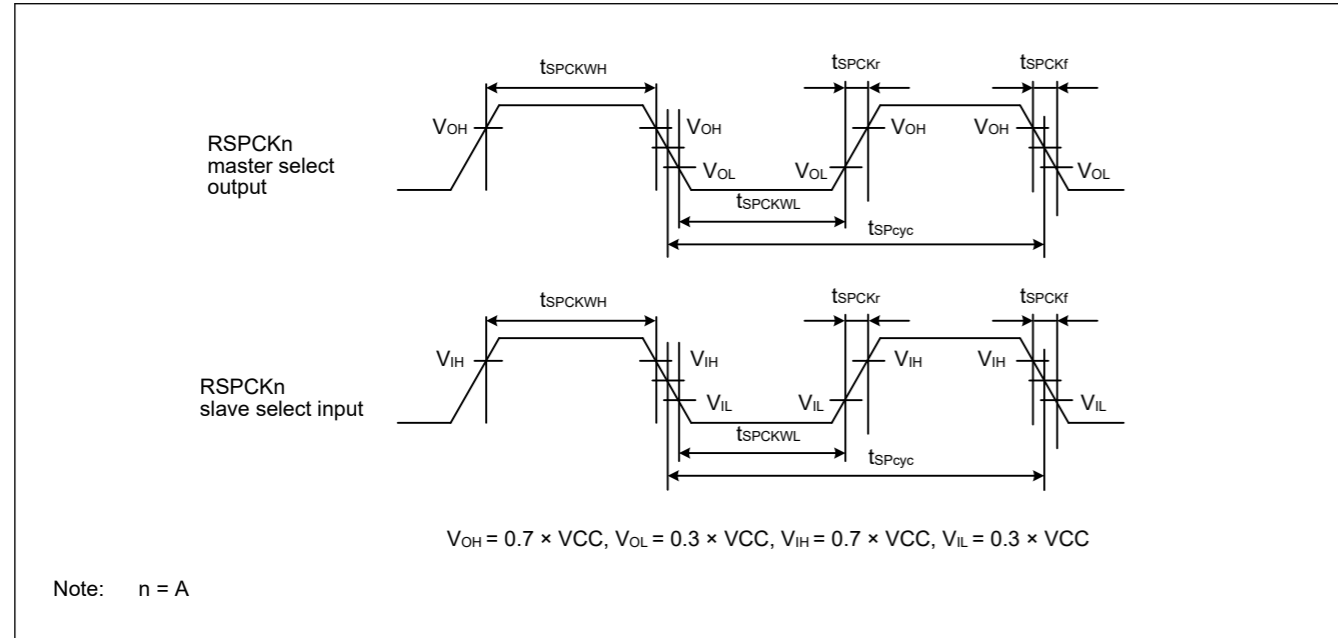 tSPCKWH tSPCKr tSPCKf
VOH VOH VOH VOH
RSPCKn
master select
output
VOL VOL VOL
tSPCKWL
tSPcyc
tSPCKWH tSPCKr tSPCKf
VIH VIH VIH VIH
RSPCKn
slave select input
VIL VIL VIL
tSPCKWL
tSPcyc
VOH = 0.7 × VCC, VOL = 0.3 × VCC, VIH = 0.7 × VCC, VIL = 0.3 × VCC
Note: n = A